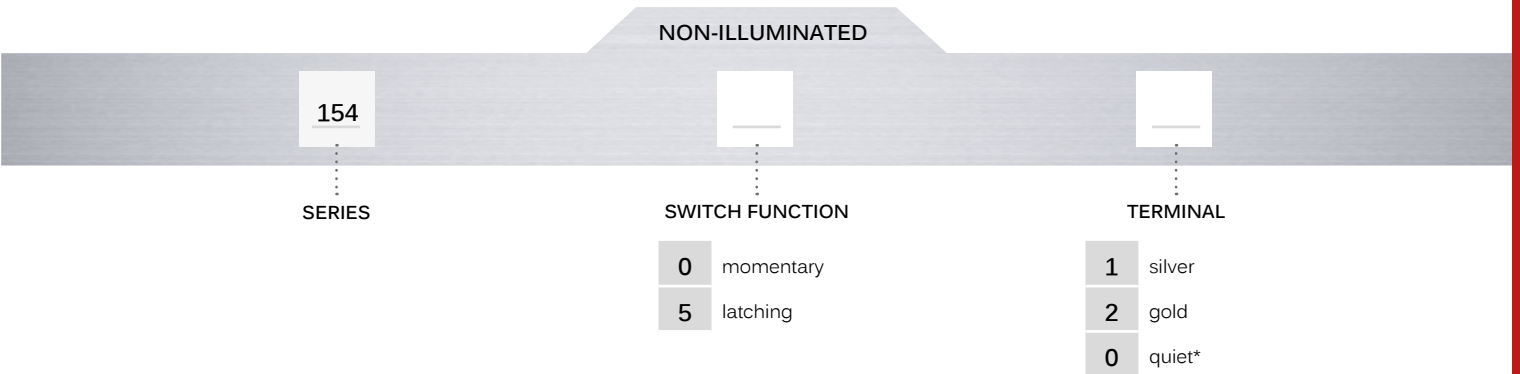 NON-ILLUMINATED
154
SERIES
SWITCH FUNCTION
TERMINAL
0 momentary
1 silver
5 latching
2 gold
0 quiet*